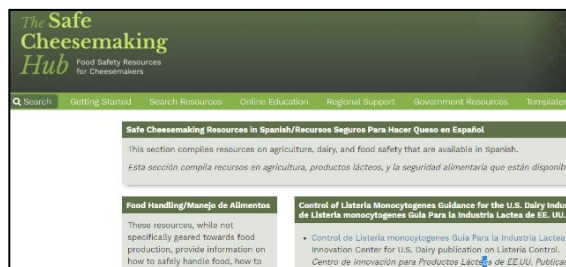 The Safe
Cheesemaking
Hub Food Safety Resources
for Cheesemakers
Search Getting Started Search Resources Online Education Regional Support Government Resources Templates
Safe Cheesemaking Resources in Spanish/Recursos Seguros Para Hacer Queso en Español
This section compiles resources on agriculture, dairy, and food safety that are available in Spanish.
Esta sección compila recursos en agricultura, productos lácteos, y la seguridad alimentaria que están disponib
Food Handling/Manejo de Alimentos
These resources, while not
specifically geared towards food
production, provide information on
how to safely handle food, how to
Control of Listeria Monocytogenes Guidance for the U.S. Dairy Indus
de Listeria monocytogenes Guia Para la Industria Lactea de EE. UU.
• Control de Listeria monocytogenes Guia Para la Industria Lactea
Innovation Center for U.S. Dairy publication on Listeria Control.
Centro de Innovación para Productos Lácteos de EE.UU. Publicac